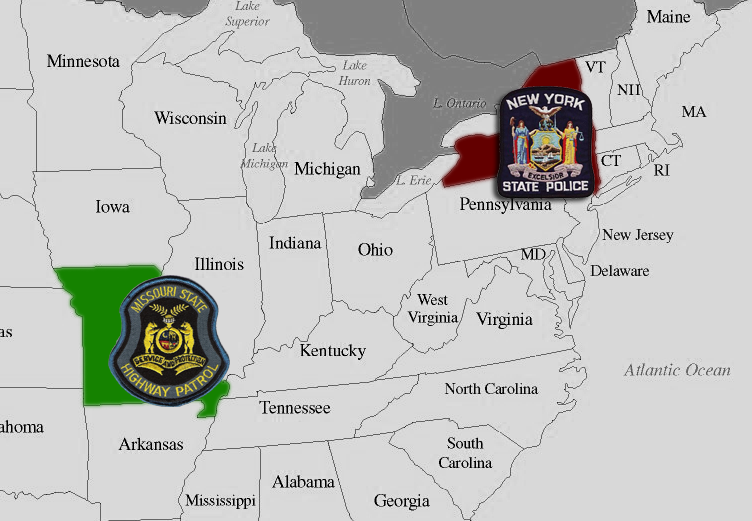 Lake
Superior
Maine
Minnesota
Lake
Huron
VT
NH
L. Ontario
NEW YORK
EXCELSIOR
STATE POLICE
MA
Wisconsin
Lake
Michigan
Michigan
CT
RI
L. Erie
Pennsylvania
Iowa
Indiana
Ohio
New Jersey
Illinois
MD
Delaware
MISSOURI STATE
SERVICE AND PROTECTION
HIGHWAY PATROL
West
Virginia
Virginia
as
Kentucky
Atlantic Ocean
North Carolina
Tennessee
ahoma
Arkansas
South
Carolina
Alabama
Mississippi
Georgia